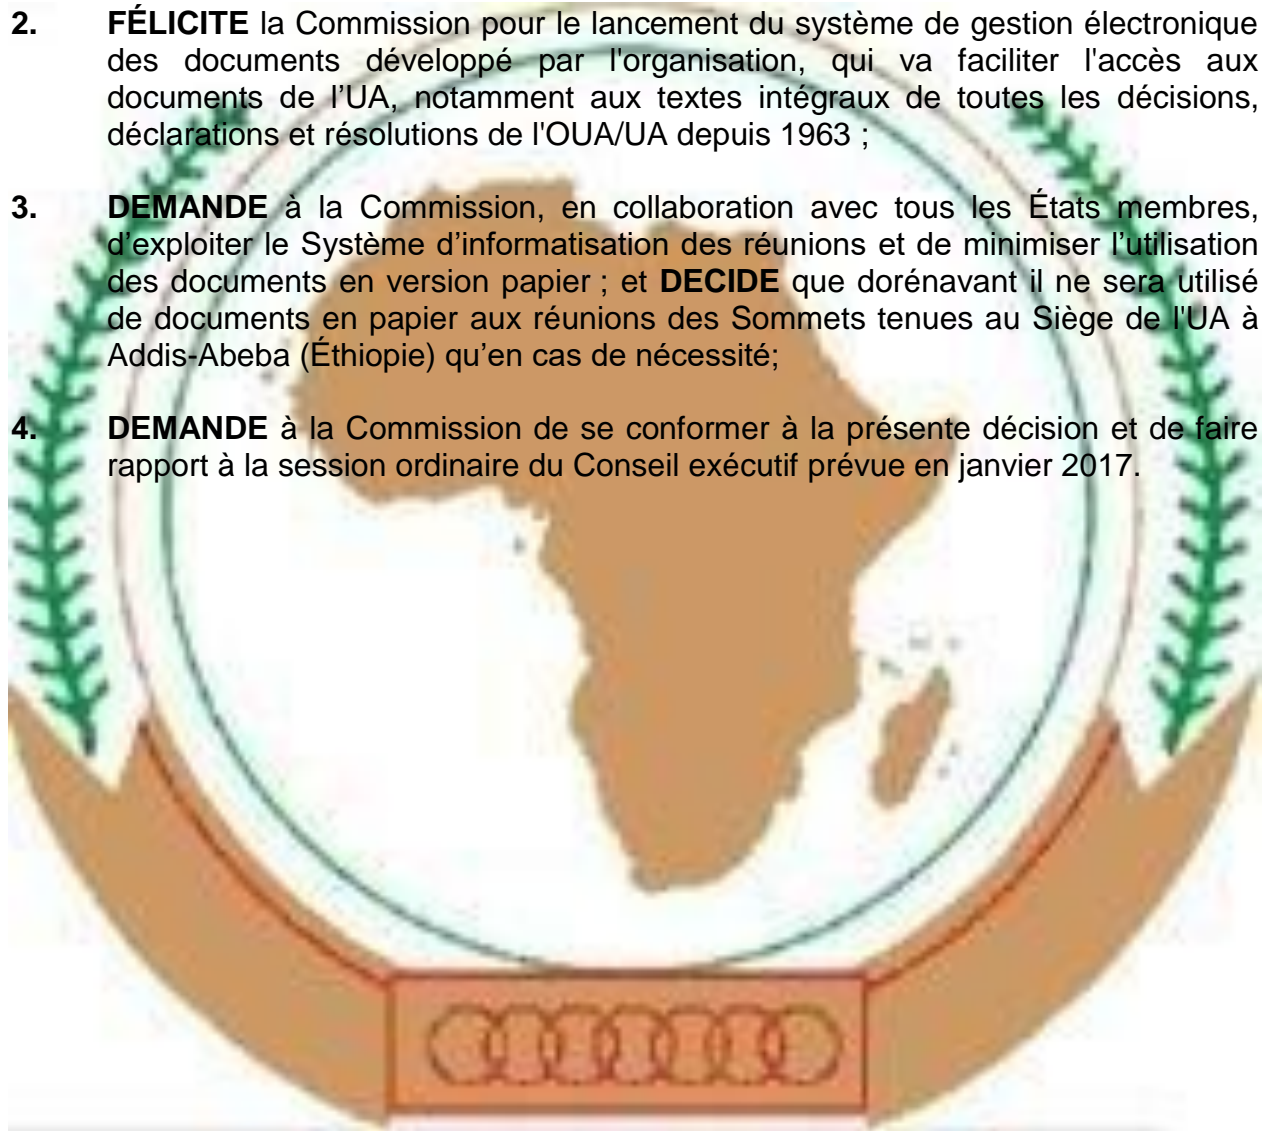 2. FÉLICITE la Commission pour le lancement du système de gestion électronique
des documents développé par l'organisation, qui va faciliter l'accès aux
documents de l’UA, notamment aux textes intégraux de toutes les décisions,
déclarations et résolutions de l'OUA/UA depuis 1963 ;
3. DEMANDE à la Commission, en collaboration avec tous les États membres,
d’exploiter le Système d’informatisation des réunions et de minimiser l’utilisation
des documents en version papier ; et DECIDE que dorénavant il ne sera utilisé
de documents en papier aux réunions des Sommets tenues au Siège de l'UA à
Addis-Abeba (Éthiopie) qu’en cas de nécessité;
4. DEMANDE à la Commission de se conformer à la présente décision et de faire
rapport à la session ordinaire du Conseil exécutif prévue en janvier 2017.